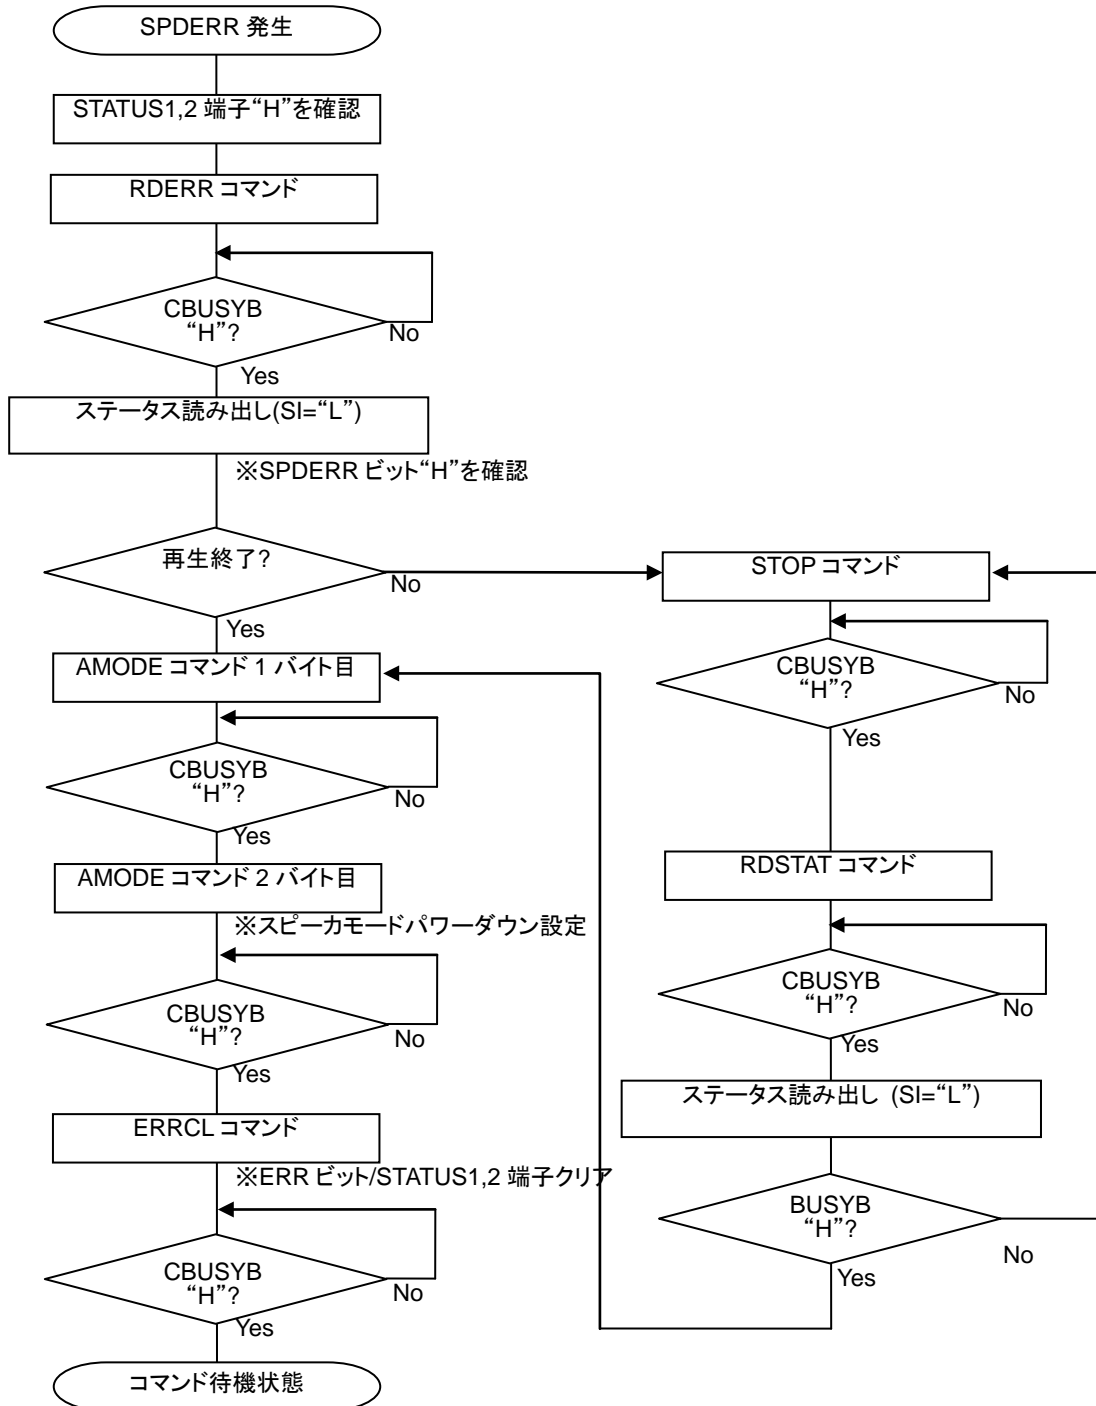 SPDERR 発生
STATUS1,2 端子“H”を確認
RDERR コマンド
CBUSYB
“H”?
No
Yes
ステータス読み出し(SI=“L”)
※SPDERR ビット“H”を確認
再生終了?
No
Yes
AMODE コマンド 1 バイト目
CBUSYB
“H”?
No
Yes
AMODE コマンド 2 バイト目
※スピーカモードパワーダウン設定
CBUSYB
“H”?
No
Yes
ERRCL コマンド
※ERR ビット/STATUS1,2 端子クリア
CBUSYB
“H”?
No
Yes
コマンド待機状態
STOP コマンド
CBUSYB
“H”?
No
Yes
RDSTAT コマンド
CBUSYB
“H”?
No
Yes
ステータス読み出し (SI=“L”)
BUSYB
“H”?
No
Yes